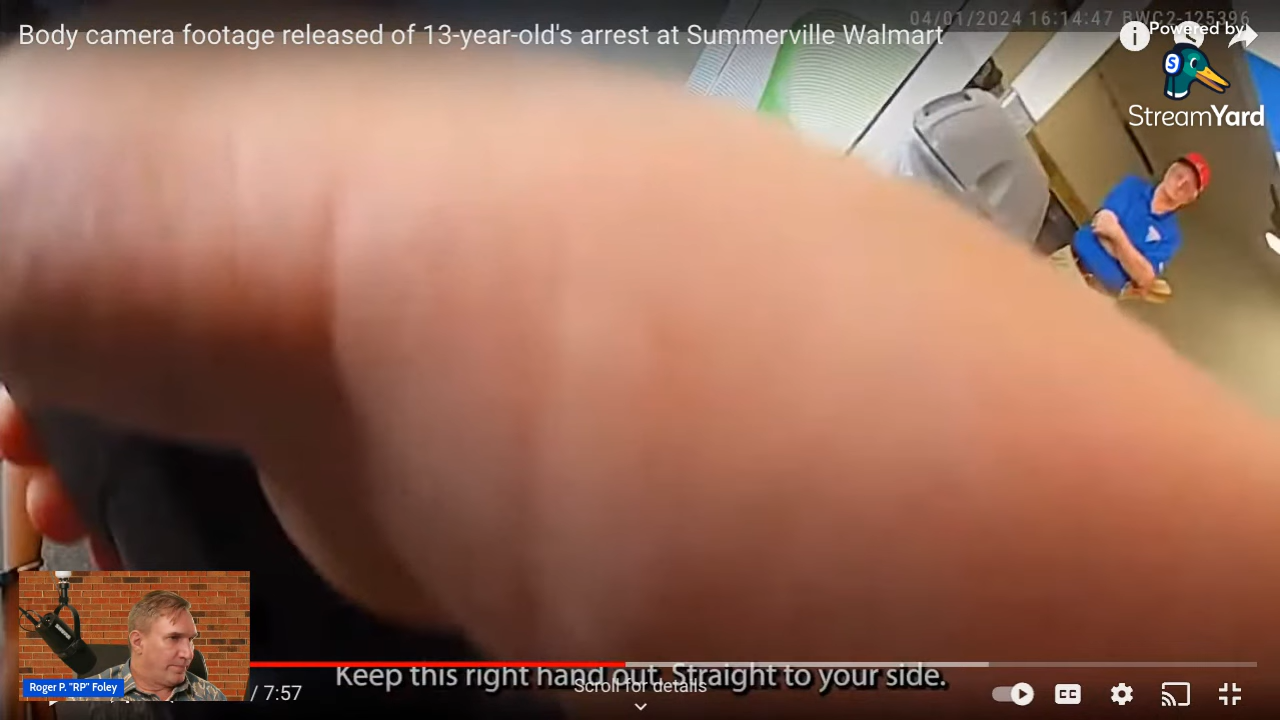 04/01/2024 16:14:47 BWC2-125396
Body camera footage released of 13-year-old's arrest at Summerville Walmart
Powered by
S
StreamYard
Keep this right hand out. Straight to your side.
Roger P. "RP" Foley
/ 7:57
Scroll for details
CC